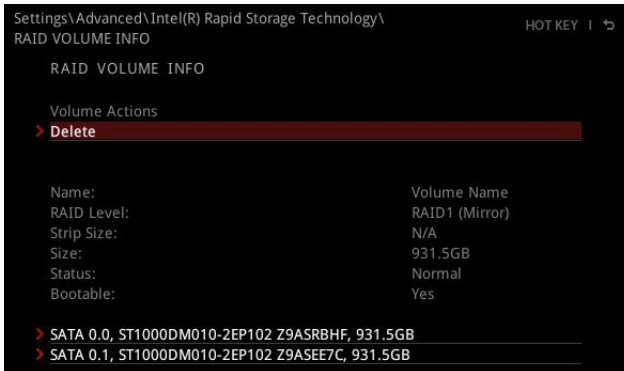 Settings\Advanced\Intel(R) Rapid Storage Technology\
RAID VOLUME INFO
HOT KEY |
RAID VOLUME INFO
Volume Actions
Delete
Name: Volume Name
RAID Level: RAID1 (Mirror)
Strip Size: N/A
Size: 931.5GB
Status: Normal
Bootable: Yes
SATA 0.0, ST1000DM010-2EP102 Z9ASRBHF, 931.5GB
SATA 0.1, ST1000DM010-2EP102 Z9ASEE7C, 931.5GB